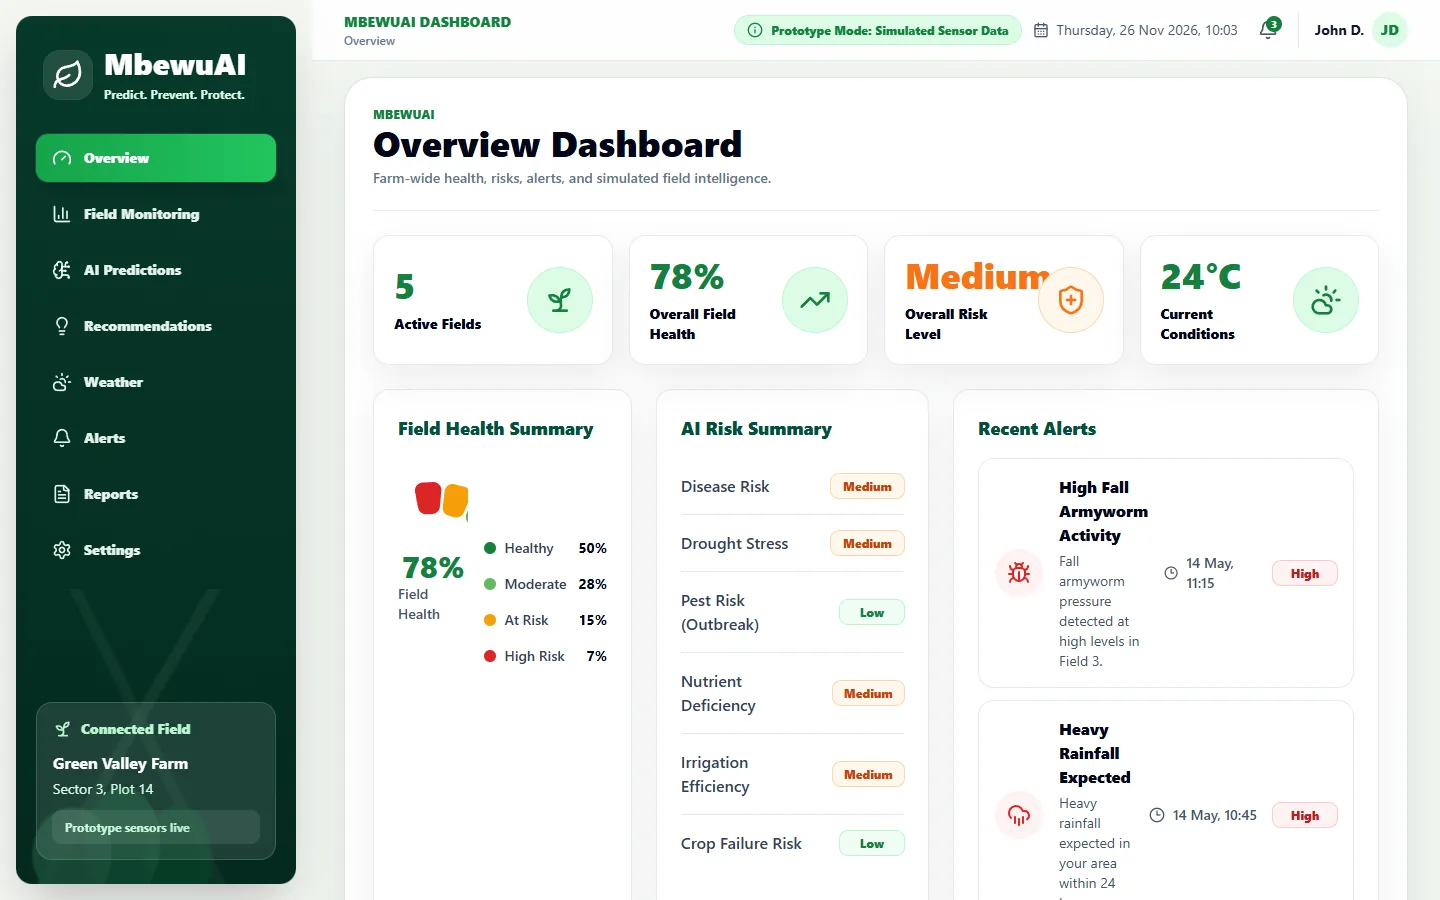 MbewuAI
Predict. Prevent. Protect.
Overview
Field Monitoring
AI Predictions
Recommendations
Weather
Alerts
Reports
Settings
Connected Field
Green Valley Farm
Sector 3, Plot 14
Prototype sensors live
MBEWUAI DASHBOARD
Overview
Prototype Mode: Simulated Sensor Data
Thursday, 26 Nov 2026, 10:03
3
John D.
JD
MBEWUAI
Overview Dashboard
Farm-wide health, risks, alerts, and simulated field intelligence.
5
Active Fields
78%
Overall Field
Health
Medium
Overall Risk
Level
24°C
Current
Conditions
Field Health Summary
78%
Field
Health
Healthy 50%
Moderate 28%
At Risk 15%
High Risk 7%
AI Risk Summary
Disease Risk Medium
Drought Stress Medium
Pest Risk
(Outbreak)
Low
Nutrient
Deficiency
Medium
Irrigation
Efficiency
Medium
Crop Failure Risk Low
Recent Alerts
High Fall
Armyworm
Activity
Fall
armyworm
pressure
detected at
high levels in
Field 3.
14 May,
11:15
High
Heavy
Rainfall
Expected
Heavy
rainfall
expected in
your area
within 24
14 May, 10:45
High